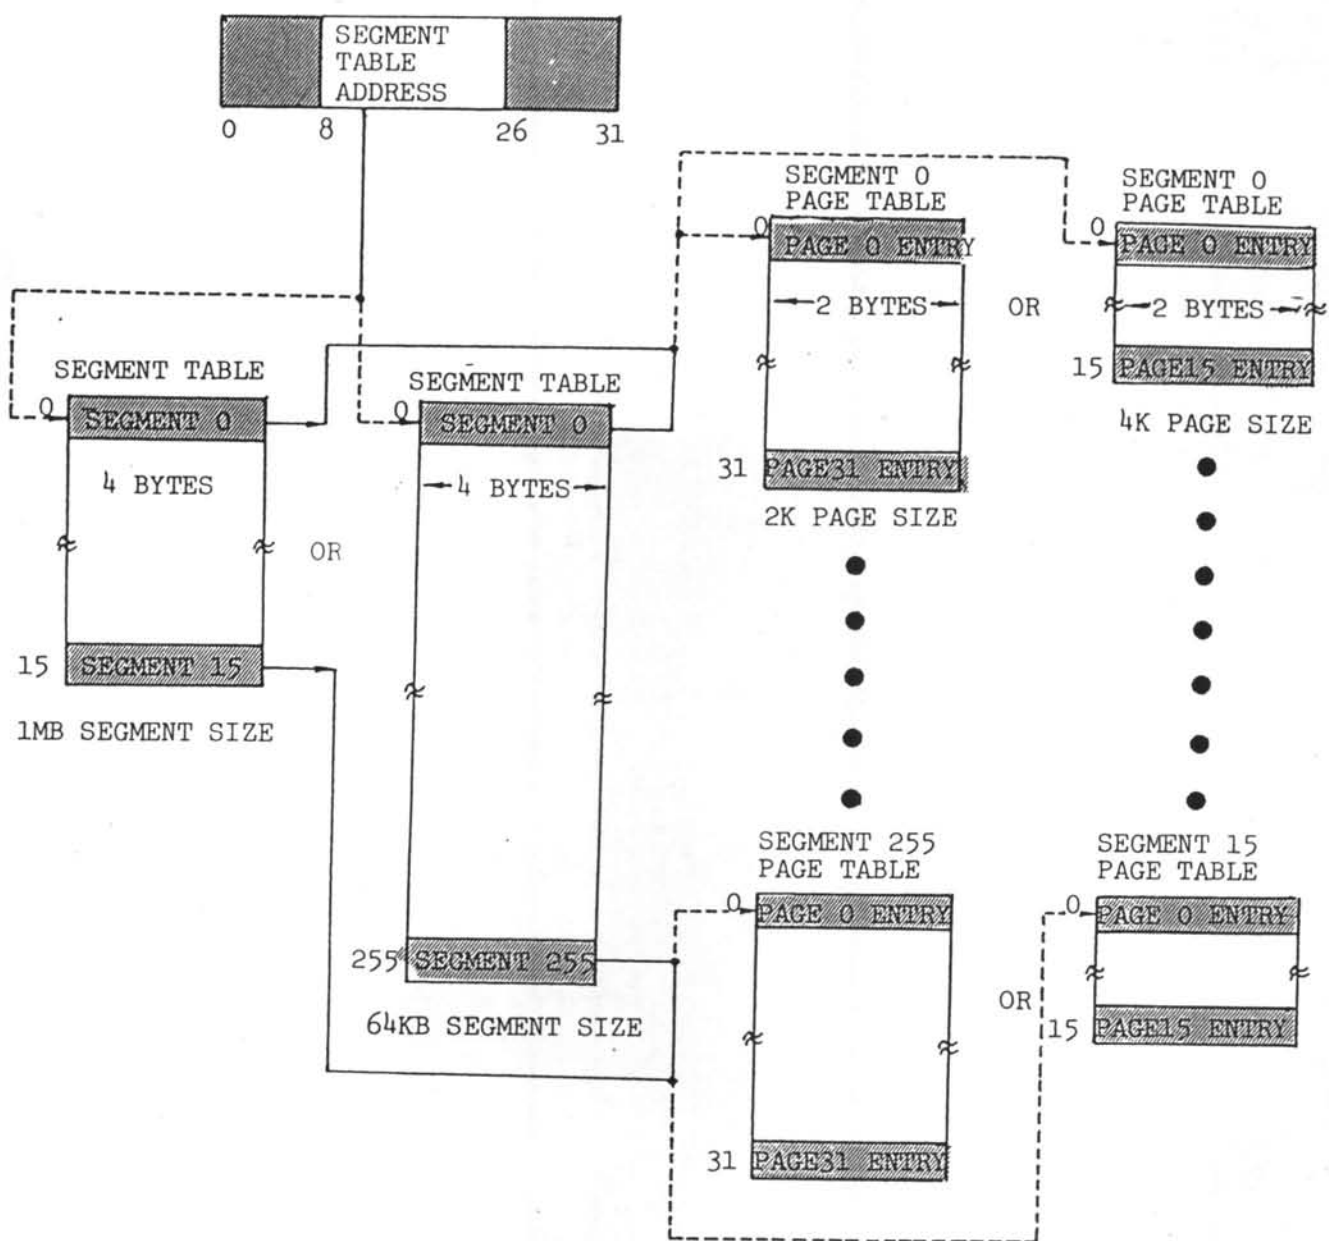 SEGMENT
TABLE
ADDRESS
0 8 26 31
SEGMENT 0
PAGE TABLE
0
PAGE 0 ENTRY
2 BYTES
31
PAGE31 ENTRY
2K PAGE SIZE
OR
SEGMENT 0
PAGE TABLE
0
PAGE 0 ENTRY
2 BYTES
15
PAGE15 ENTRY
4K PAGE SIZE
SEGMENT TABLE
0
SEGMENT 0
4 BYTES
15
SEGMENT 15
1MB SEGMENT SIZE
OR
SEGMENT TABLE
0
SEGMENT 0
4 BYTES
255
SEGMENT 255
64KB SEGMENT SIZE
SEGMENT 255
PAGE TABLE
0
PAGE 0 ENTRY
31
PAGE31 ENTRY
OR
SEGMENT 15
PAGE TABLE
0
PAGE 0 ENTRY
15
PAGE15 ENTRY